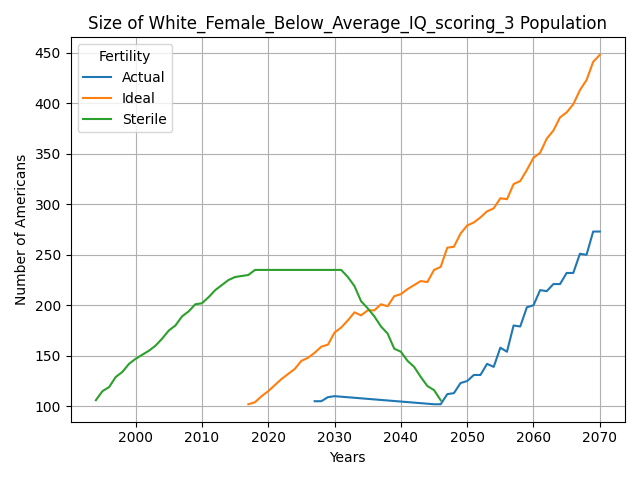 Size of White_Female_Below_Average_IQ_scoring_3 Population
Fertility
Actual
Ideal
Sterile
Number of Americans
450
400
350
300
250
200
150
100
2000 2010 2020 2030 2040 2050 2060 2070
Years